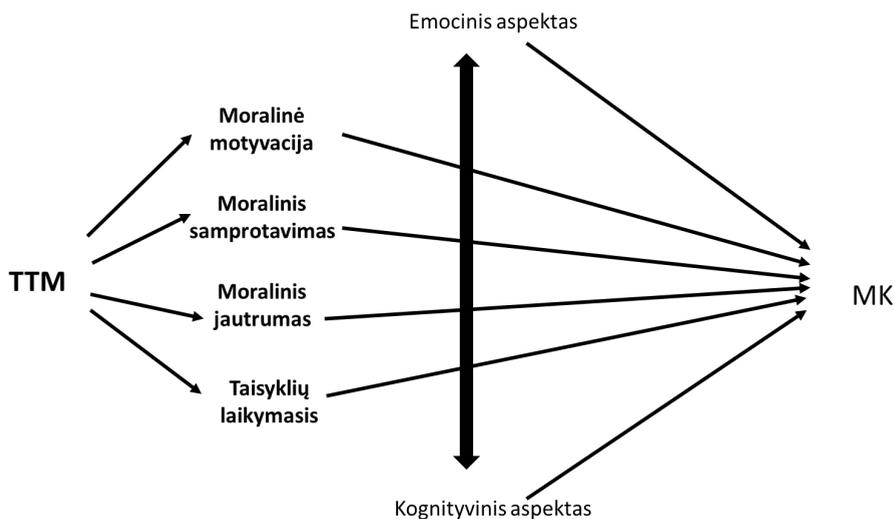 Emocinis aspektas
Moralinė
motyvacija
Moralinis
samprotavimas
TTM
Moralinis
jautrumas
MK
Taisyklių
laikymasis
Kognityvinis aspektas